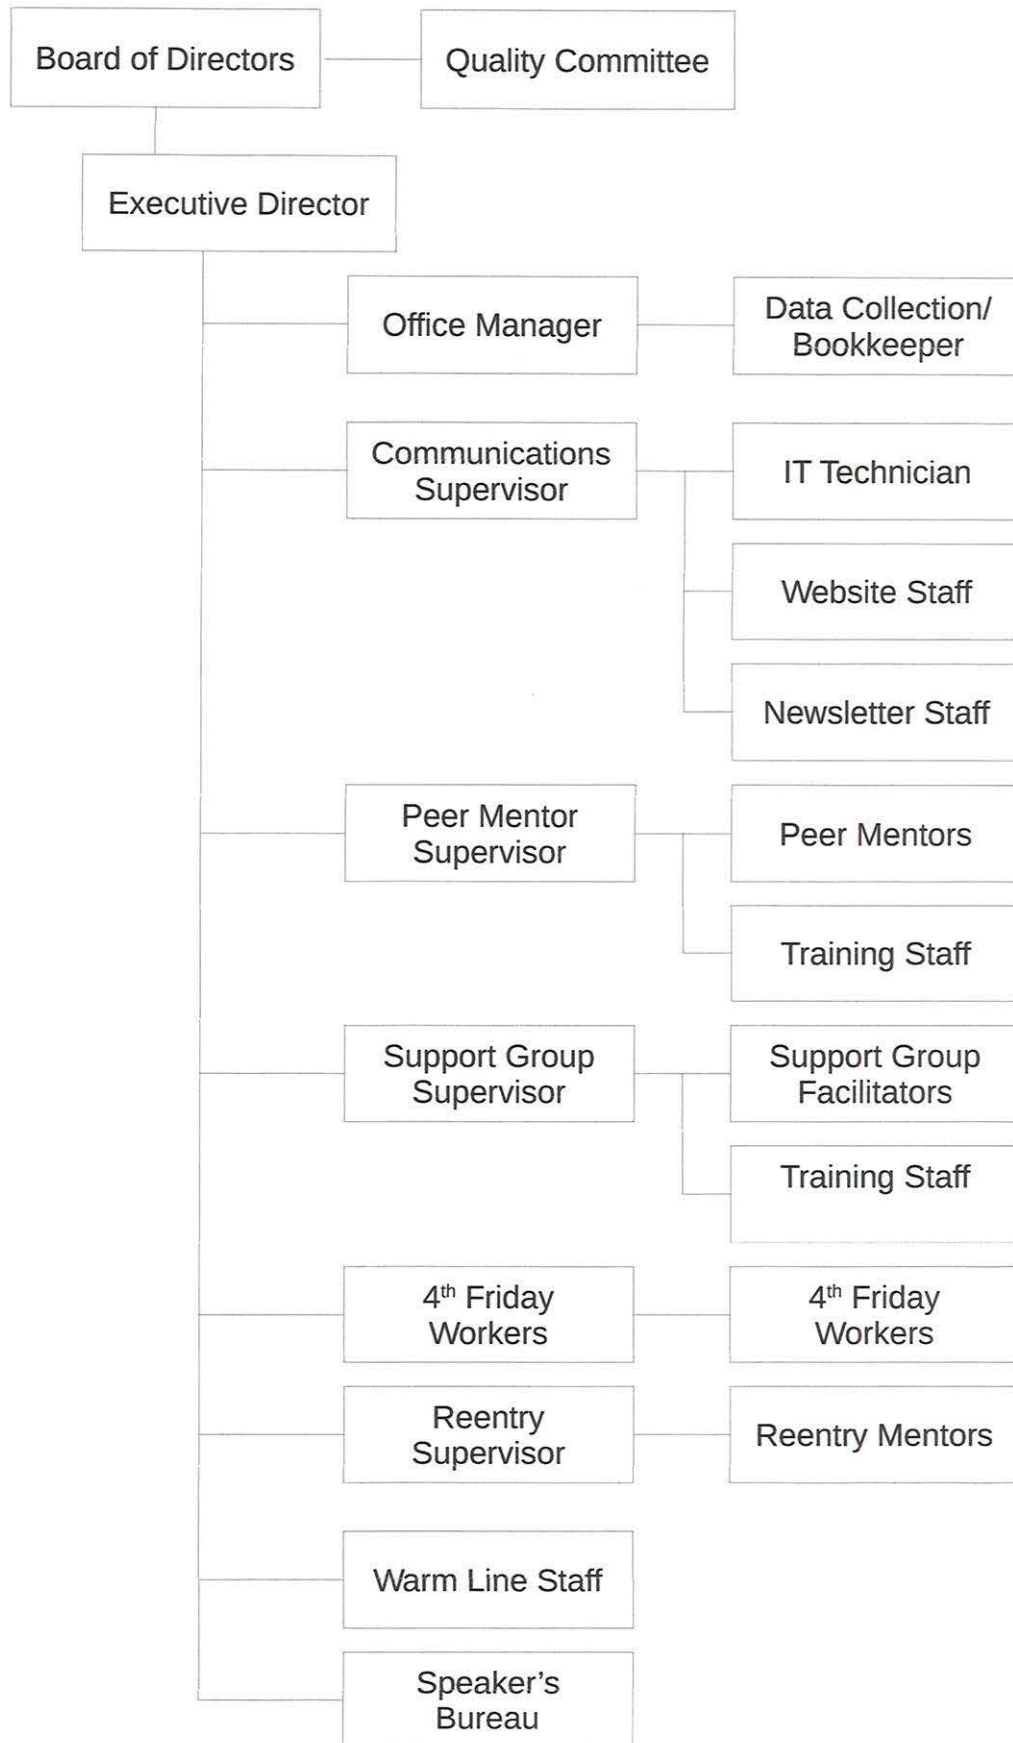 Board of Directors
Quality Committee
Executive Director
Office Manager
Data Collection/
Bookkeeper
Communications
Supervisor
IT Technician
Website Staff
Newsletter Staff
Peer Mentor
Supervisor
Peer Mentors
Training Staff
Support Group
Supervisor
Support Group
Facilitators
Training Staff
4th Friday
Workers
4th Friday
Workers
Reentry
Supervisor
Reentry Mentors
Warm Line Staff
Speaker’s
Bureau